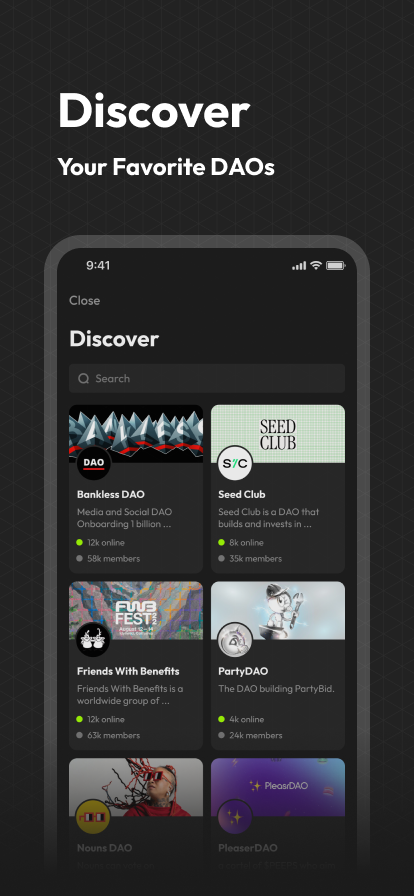 Discover
Your Favorite DAOs
9:41
Close
Discover
Search
DAO
SEED
CLUB
S/C
Bankless DAO
Media and Social DAO
Onboarding 1 billion ...
12k online
58k members
Seed Club
Seed Club is a DAO that
builds and invests in ...
8k online
35k members
FWB
FEST
August 12–14
Friends With Benefits
Friends With Benefits is a
worldwide group of ...
12k online
63k members
PartyDAO
The DAO building PartyBid.
4k online
24k members
PleasrDAO
Nouns DAO
PleaserDAO